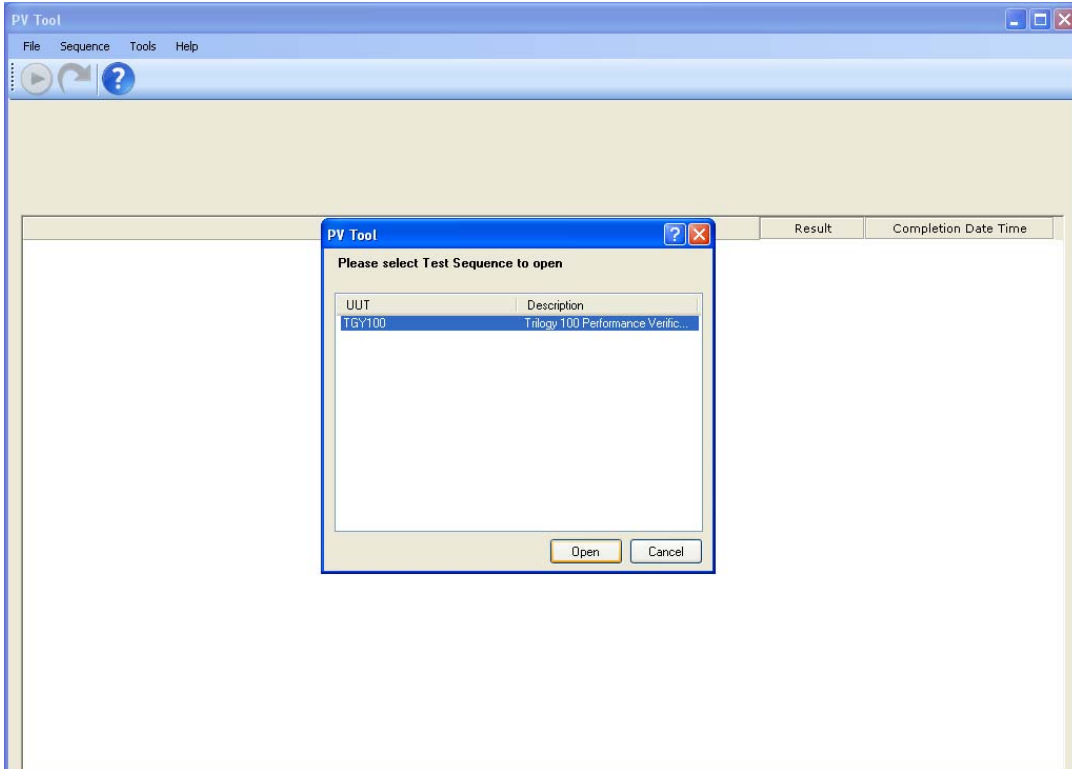 PV Tool
File Sequence Tools Help
?
Result Completion Date Time
PV Tool ?
Please select Test Sequence to open
UUT Description
TGY100 Trilogy 100 Performance Verific...
Open Cancel